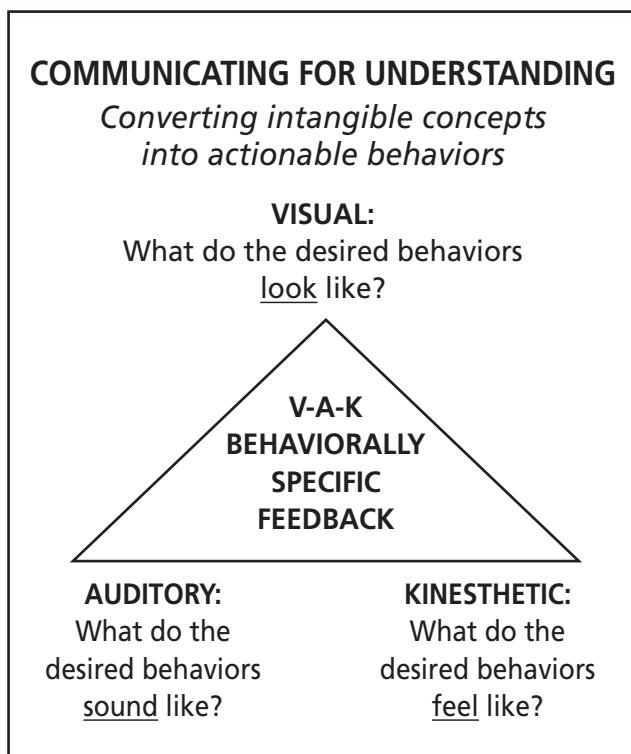 COMMUNICATING FOR UNDERSTANDING
Converting intangible concepts
into actionable behaviors
VISUAL:
What do the desired behaviors
look like?
V-A-K
BEHAVIORALLY
SPECIFIC
FEEDBACK
AUDITORY:
What do the
desired behaviors
sound like?
KINESTHETIC:
What do the
desired behaviors
feel like?